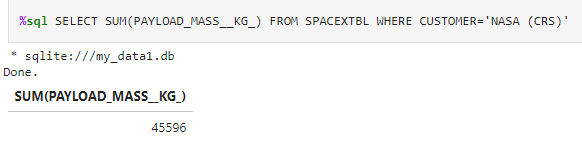 %sql SELECT SUM(PAYLOAD_MASS__KG_) FROM SPACEXTBL WHERE CUSTOMER='NASA (CRS)'
* sqlite:///my_data1.db
Done.
SUM(PAYLOAD_MASS__KG_)
45596